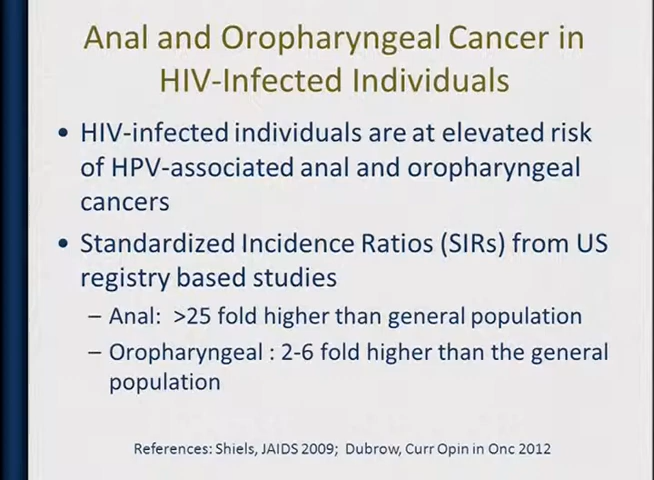 Anal and Oropharyngeal Cancer in
HIV-Infected Individuals
• HIV-infected individuals are at elevated risk
of HPV-associated anal and oropharyngeal
cancers
• Standardized Incidence Ratios (SIRs) from US
registry based studies
– Anal: >25 fold higher than general population
– Oropharyngeal : 2-6 fold higher than the general
population
References: Shiels, JAIDS 2009; Dubrow, Curr Opin in Onc 2012